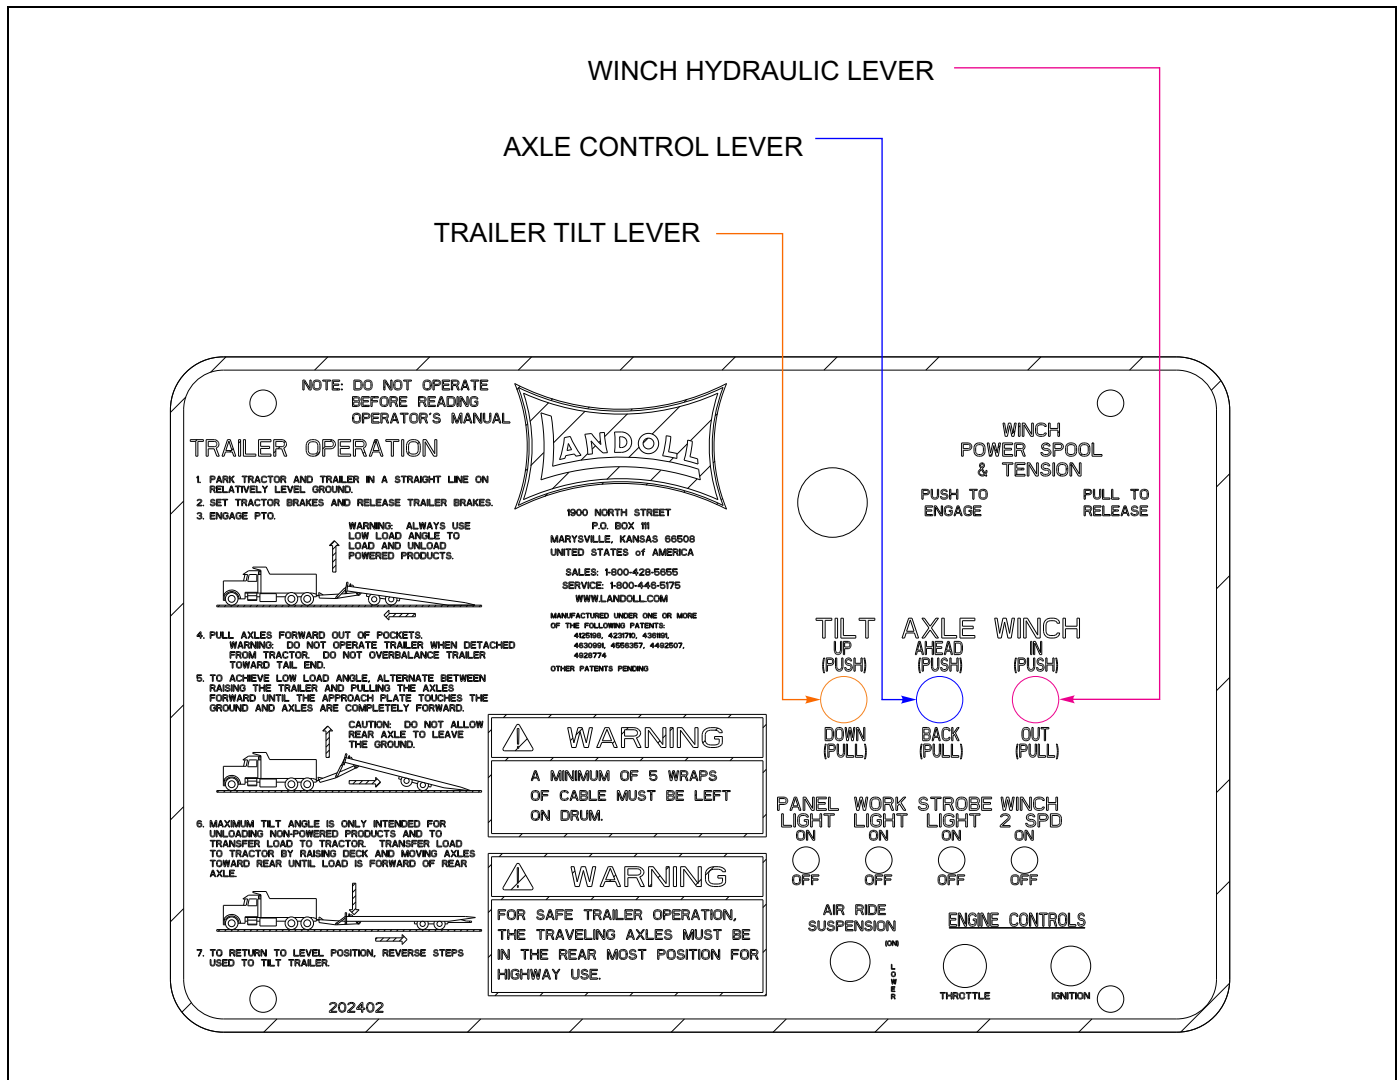 WINCH HYDRAULIC LEVER
AXLE CONTROL LEVER
TRAILER TILT LEVER
NOTE: DO NOT OPERATE
BEFORE READING
OPERATOR'S MANUAL
TRAILER OPERATION
1. PARK TRACTOR AND TRAILER IN A STRAIGHT LINE ON
RELATIVELY LEVEL GROUND.
2. SET TRACTOR BRAKES AND RELEASE TRAILER BRAKES.
3. ENGAGE PTO.
WARNING: ALWAYS USE
LOW LOAD ANGLE TO
LOAD AND UNLOAD
POWERED PRODUCTS.
4. PULL AXLES FORWARD OUT OF POCKETS.
WARNING: DO NOT OPERATE TRAILER WHEN DETACHED
FROM TRACTOR. DO NOT OVERBALANCE TRAILER
TOWARD TAIL END.
5. TO ACHIEVE LOW LOAD ANGLE, ALTERNATE BETWEEN
RAISING THE TRAILER AND PULLING THE AXLES
FORWARD UNTIL THE APPROACH PLATE TOUCHES THE
GROUND AND AXLES ARE COMPLETELY FORWARD.
CAUTION: DO NOT ALLOW
REAR AXLE TO LEAVE
THE GROUND.
6. MAXIMUM TILT ANGLE IS ONLY INTENDED FOR
UNLOADING NON-POWERED PRODUCTS AND TO
TRANSFER LOAD TO TRACTOR. TRANSFER LOAD
TO TRACTOR BY RAISING DECK AND MOVING AXLES
TOWARD REAR UNTIL LOAD IS FORWARD OF REAR
AXLE.
7. TO RETURN TO LEVEL POSITION, REVERSE STEPS
USED TO TILT TRAILER.
202402
LANDOLL
1900 NORTH STREET
P.O. BOX 111
MARYSVILLE, KANSAS 66508
UNITED STATES of AMERICA
SALES: 1-800-428-5655
SERVICE: 1-800-446-5175
WWW.LANDOLL.COM
MANUFACTURED UNDER ONE OR MORE
OF THE FOLLOWING PATENTS:
4125198, 4231710, 4361191,
4630991, 4556357, 4492507,
4928774
OTHER PATENTS PENDING
WARNING
A MINIMUM OF 5 WRAPS
OF CABLE MUST BE LEFT
ON DRUM.
WARNING
FOR SAFE TRAILER OPERATION,
THE TRAVELING AXLES MUST BE
IN THE REAR MOST POSITION FOR
HIGHWAY USE.
WINCH
POWER SPOOL
& TENSION
PUSH TO PULL TO
ENGAGE RELEASE
TILT AXLE WINCH
UP AHEAD IN
(PUSH) (PUSH) (PUSH)
DOWN BACK OUT
(PULL) (PULL) (PULL)
PANEL WORK STROBE WINCH
LIGHT LIGHT LIGHT 2 SPD
ON ON ON ON
OFF OFF OFF OFF
AIR RIDE
SUSPENSION
(ON)
LOWER
ENGINE CONTROLS
THROTTLE IGNITION